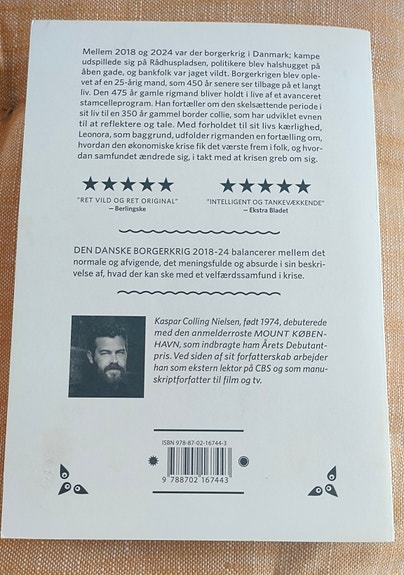 Mellem 2018 og 2024 var der borgerkrig i Danmark; kampe
udspillede sig på Rådhuspladsen, politikere blev halshugget på
åben gade, og bankfolk var jaget vildt. Borgerkrigen blev ople-
vet af en 25-årig mand, som 450 år senere ser tilbage på et langt
liv. Den 475 år gamle rigmand bliver holdt i live af et avanceret
stamcelleprogram. Han fortæller om den skelsættende periode i
sit liv til en 350 år gammel border collie, som har udviklet evnen
til at reflektere og tale. Med forholdet til sit livs kærlighed,
Leonora, som baggrund, udfolder rigmanden en fortælling om,
hvordan den økonomiske krise fik det værste frem i folk, og hvor-
dan samfundet ændrede sig, i takt med at krisen greb om sig.
"RET VILD OG RET ORIGINAL"
— Berlingske
"INTELLIGENT OG TANKEVÆKKENDE"
— Ekstra Bladet
DEN DANSKE BORGERKRIG 2018-24 balancerer mellem det
normale og afvigende, det meningsfulde og absurde i sin beskri-
velse af, hvad der kan ske med et velfærdssamfund i krise.
Kaspar Colling Nielsen, født 1974, debuterede
med den anmelderroste MOUNT KØBEN-
HAVN, som indbragte ham Årets Debutant-
pris. Ved siden af sit forfatterskab arbejder
han som ekstern lektor på CBS og som manu-
skriptforfatter til film og tv.
ISBN 978-87-02-16744-3
9 788702 167443